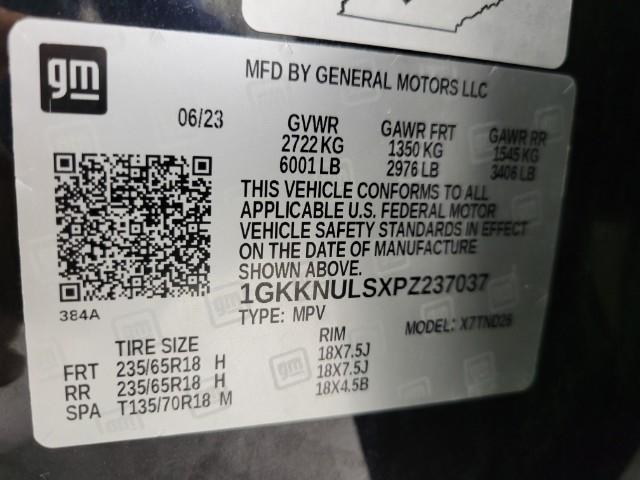 gm
MFD BY GENERAL MOTORS LLC
06/23
GVWR GAWR FRT GAWR RR
2722 KG 1350 KG 1545 KG
6001 LB 2976 LB 3406 LB
THIS VEHICLE CONFORMS TO ALL
APPLICABLE U.S. FEDERAL MOTOR
VEHICLE SAFETY STANDARDS IN EFFECT
ON THE DATE OF MANUFACTURE
SHOWN ABOVE.
384A
1GKKNULSXPZ237037
TYPE: MPV MODEL: X7TND26
TIRE SIZE RIM
FRT 235/65R18 H 18X7.5J
RR 235/65R18 H 18X7.5J
SPA T135/70R18 M 18X4.5B